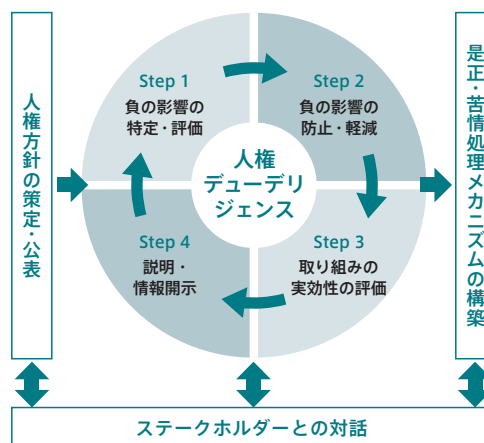 人権方針の策定・公表
Step 1
負の影響の
特定・評価
Step 2
負の影響の
防止・軽減
人権
デューデリ
ジェンス
Step 4
説明・
情報開示
Step 3
取り組みの
実効性の評価
是正・苦情処理メカニズムの構築
ステークホルダーとの対話